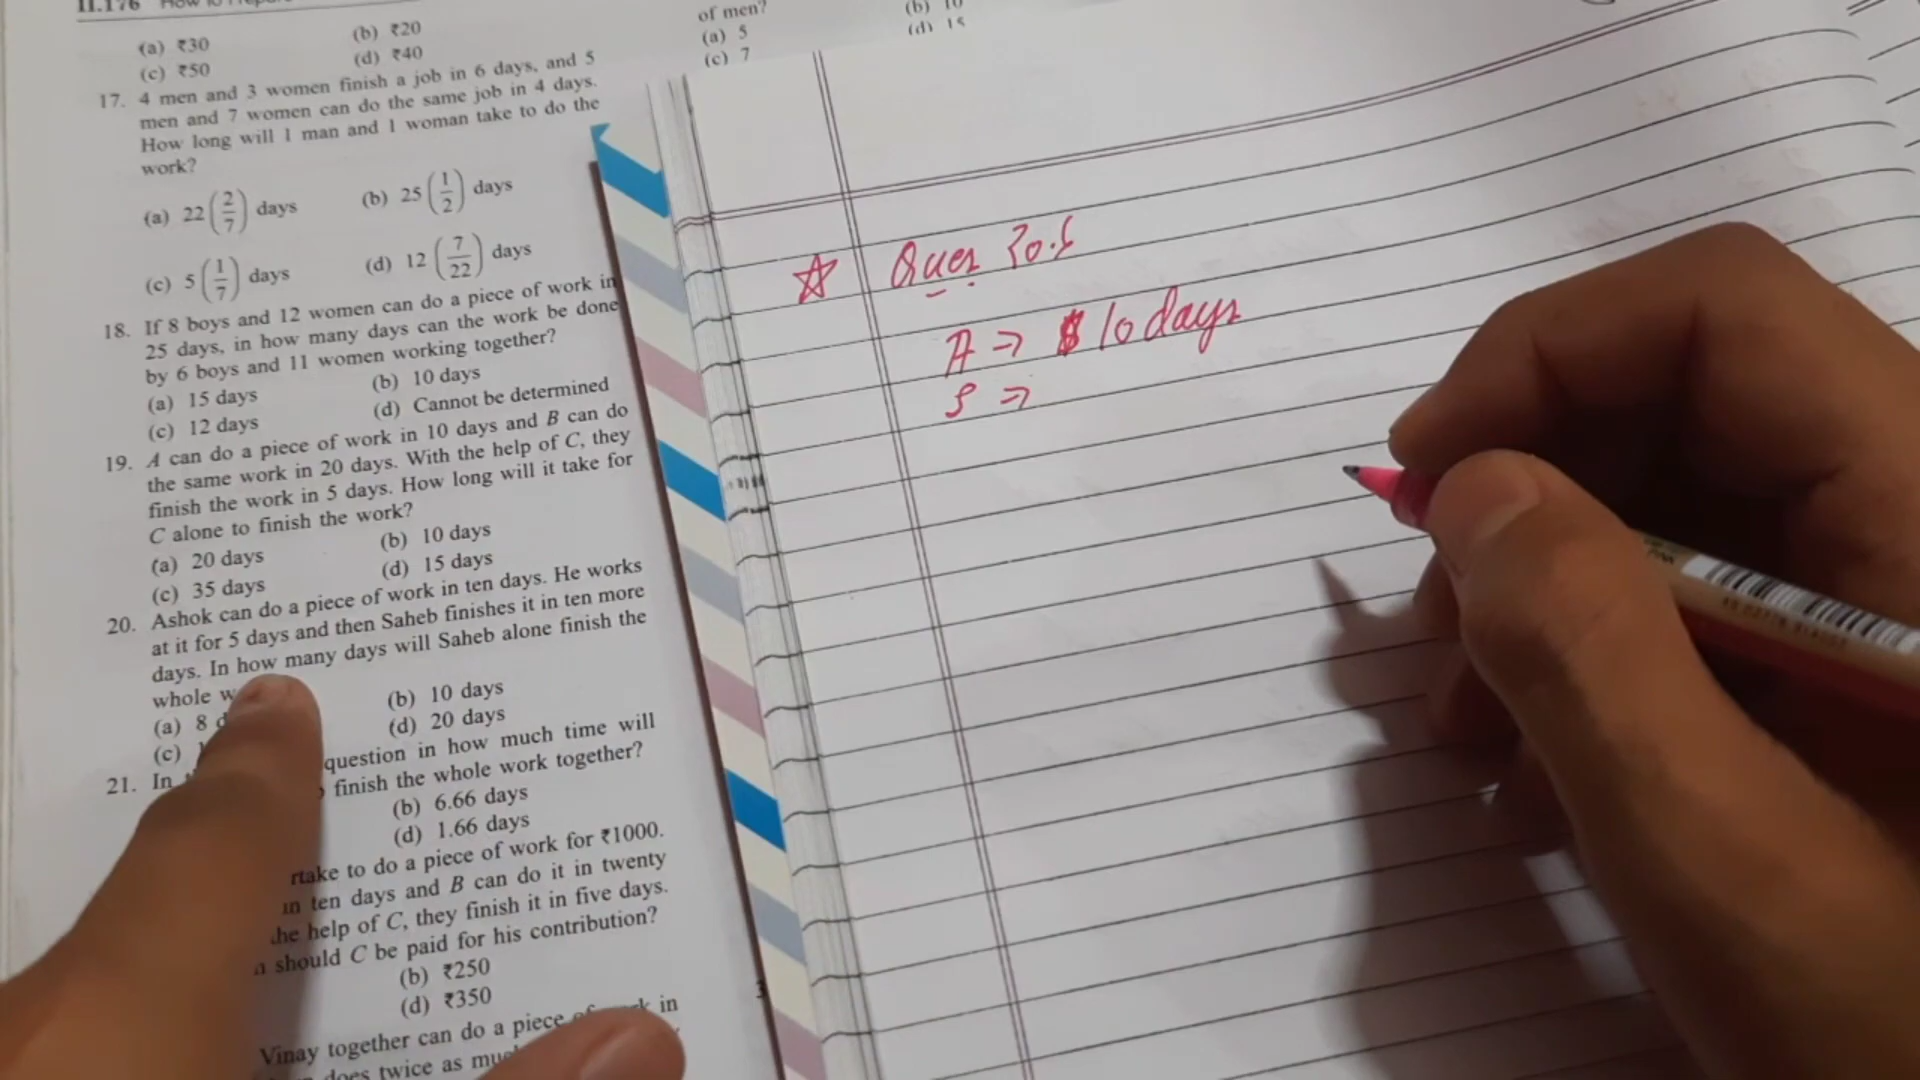 II.176 How to Prepare
(a) ₹30 (b) ₹20
(c) ₹50 (d) ₹40
17. 4 men and 3 women finish a job in 6 days, and 5
men and 7 women can do the same job in 4 days.
How long will 1 man and 1 woman take to do the
work?
(a) 22 (2/7) days (b) 25 (1/2) days
(c) 5 (1/7) days (d) 12 (7/22) days
18. If 8 boys and 12 women can do a piece of work in
25 days, in how many days can the work be done
by 6 boys and 11 women working together?
(a) 15 days (b) 10 days
(c) 12 days (d) Cannot be determined
19. A can do a piece of work in 10 days and B can do
the same work in 20 days. With the help of C, they
finish the work in 5 days. How long will it take for
C alone to finish the work?
(a) 20 days (b) 10 days
(c) 35 days (d) 15 days
20. Ashok can do a piece of work in ten days. He works
at it for 5 days and then Saheb finishes it in ten more
days. In how many days will Saheb alone finish the
whole w
(a) 8 d (b) 10 days
(c) (d) 20 days
21. In question in how much time will
finish the whole work together?
(b) 6.66 days
(d) 1.66 days
rtake to do a piece of work for ₹1000.
in ten days and B can do it in twenty
the help of C, they finish it in five days.
should C be paid for his contribution?
(b) ₹250
(d) ₹350
Vinay together can do a piece of work in
does twice as mu
of men?
(a) 5 (b) 10
(c) 7 (d) 15
Ques 20.
A ⇒ 10 days
S ⇒